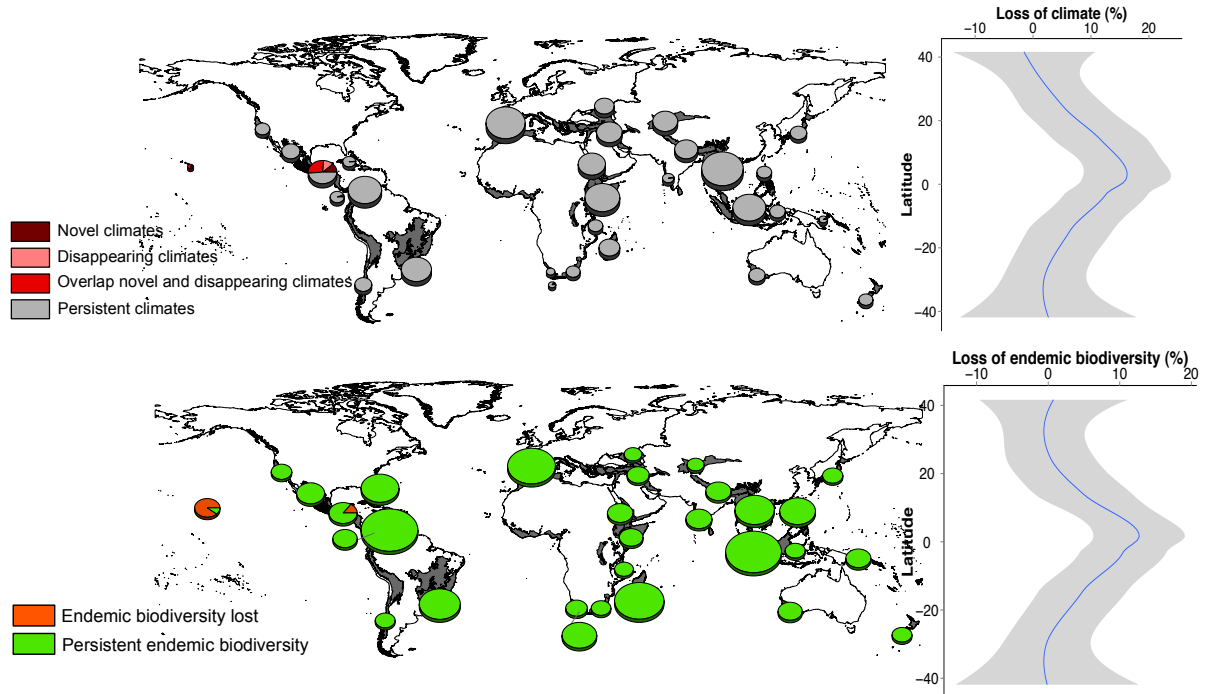 Loss of climate (%)
−10 0 10 20
40
20
0
−20
−40
Latitude
Novel climates
Disappearing climates
Overlap novel and disappearing climates
Persistent climates
Loss of endemic biodiversity (%)
−10 0 10 20
40
20
0
−20
−40
Latitude
Endemic biodiversity lost
Persistent endemic biodiversity